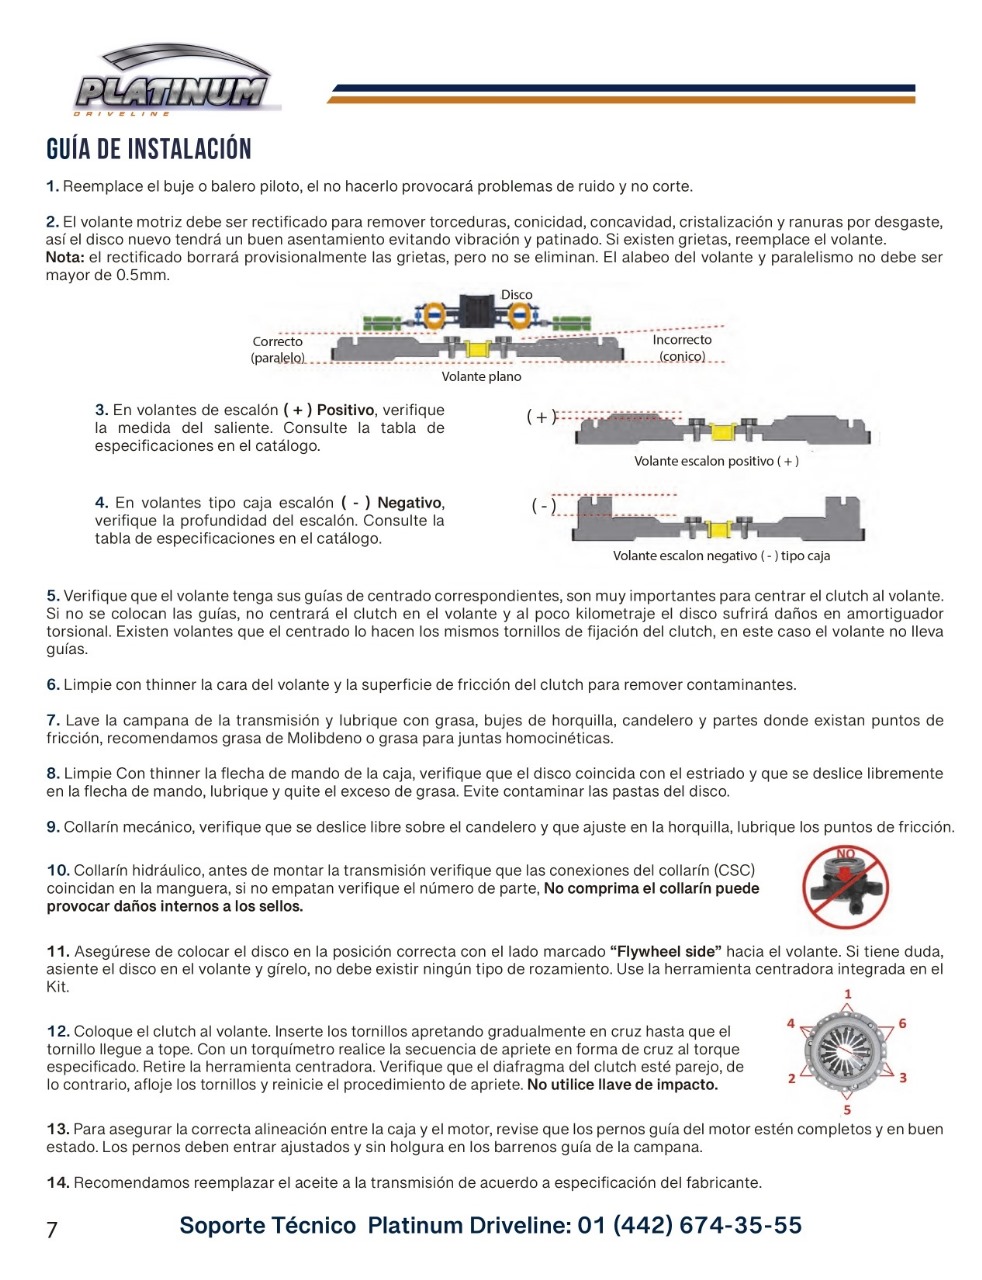 PLATINUM
DRIVELINE
GUÍA DE INSTALACIÓN
1. Reemplace el buje o balero piloto, el no hacerlo provocará problemas de ruido y no corte.
2. El volante motriz debe ser rectificado para remover torceduras, conicidad, concavidad, cristalización y ranuras por desgaste,
así el disco nuevo tendrá un buen asentamiento evitando vibración y patinado. Si existen grietas, reemplace el volante.
Nota: el rectificado borrará provisionalmente las grietas, pero no se eliminan. El alabeo del volante y paralelismo no debe ser
mayor de 0.5mm.
Disco
Correcto
(paralelo)
Incorrecto
(conico)
Volante plano
3. En volantes de escalón ( + ) Positivo, verifique
la medida del saliente. Consulte la tabla de
especificaciones en el catálogo.
( + )
Volante escalon positivo ( + )
4. En volantes tipo caja escalón ( - ) Negativo,
verifique la profundidad del escalón. Consulte la
tabla de especificaciones en el catálogo.
( - )
Volante escalon negativo ( - ) tipo caja
5. Verifique que el volante tenga sus guías de centrado correspondientes, son muy importantes para centrar el clutch al volante.
Si no se colocan las guías, no centrará el clutch en el volante y al poco kilometraje el disco sufrirá daños en amortiguador
torsional. Existen volantes que el centrado lo hacen los mismos tornillos de fijación del clutch, en este caso el volante no lleva
guías.
6. Limpie con thinner la cara del volante y la superficie de fricción del clutch para remover contaminantes.
7. Lave la campana de la transmisión y lubrique con grasa, bujes de horquilla, candelero y partes donde existan puntos de
fricción, recomendamos grasa de Molibdeno o grasa para juntas homocinéticas.
8. Limpie Con thinner la flecha de mando de la caja, verifique que el disco coincida con el estriado y que se deslice libremente
en la flecha de mando, lubrique y quite el exceso de grasa. Evite contaminar las pastas del disco.
9. Collarín mecánico, verifique que se deslice libre sobre el candelero y que ajuste en la horquilla, lubrique los puntos de fricción.
10. Collarín hidráulico, antes de montar la transmisión verifique que las conexiones del collarín (CSC)
coincidan en la manguera, si no empatan verifique el número de parte, No comprima el collarín puede
provocar daños internos a los sellos.
NO
11. Asegúrese de colocar el disco en la posición correcta con el lado marcado “Flywheel side” hacia el volante. Si tiene duda,
asiente el disco en el volante y gírelo, no debe existir ningún tipo de rozamiento. Use la herramienta centradora integrada en el
Kit.
12. Coloque el clutch al volante. Inserte los tornillos apretando gradualmente en cruz hasta que el
tornillo llegue a tope. Con un torquímetro realice la secuencia de apriete en forma de cruz al torque
especificado. Retire la herramienta centradora. Verifique que el diafragma del clutch esté parejo, de
lo contrario, afloje los tornillos y reinicie el procedimiento de apriete. No utilice llave de impacto.
1
4
6
2
3
5
13. Para asegurar la correcta alineación entre la caja y el motor, revise que los pernos guía del motor estén completos y en buen
estado. Los pernos deben entrar ajustados y sin holgura en los barrenos guía de la campana.
14. Recomendamos reemplazar el aceite a la transmisión de acuerdo a especificación del fabricante.
7
Soporte Técnico Platinum Driveline: 01 (442) 674-35-55